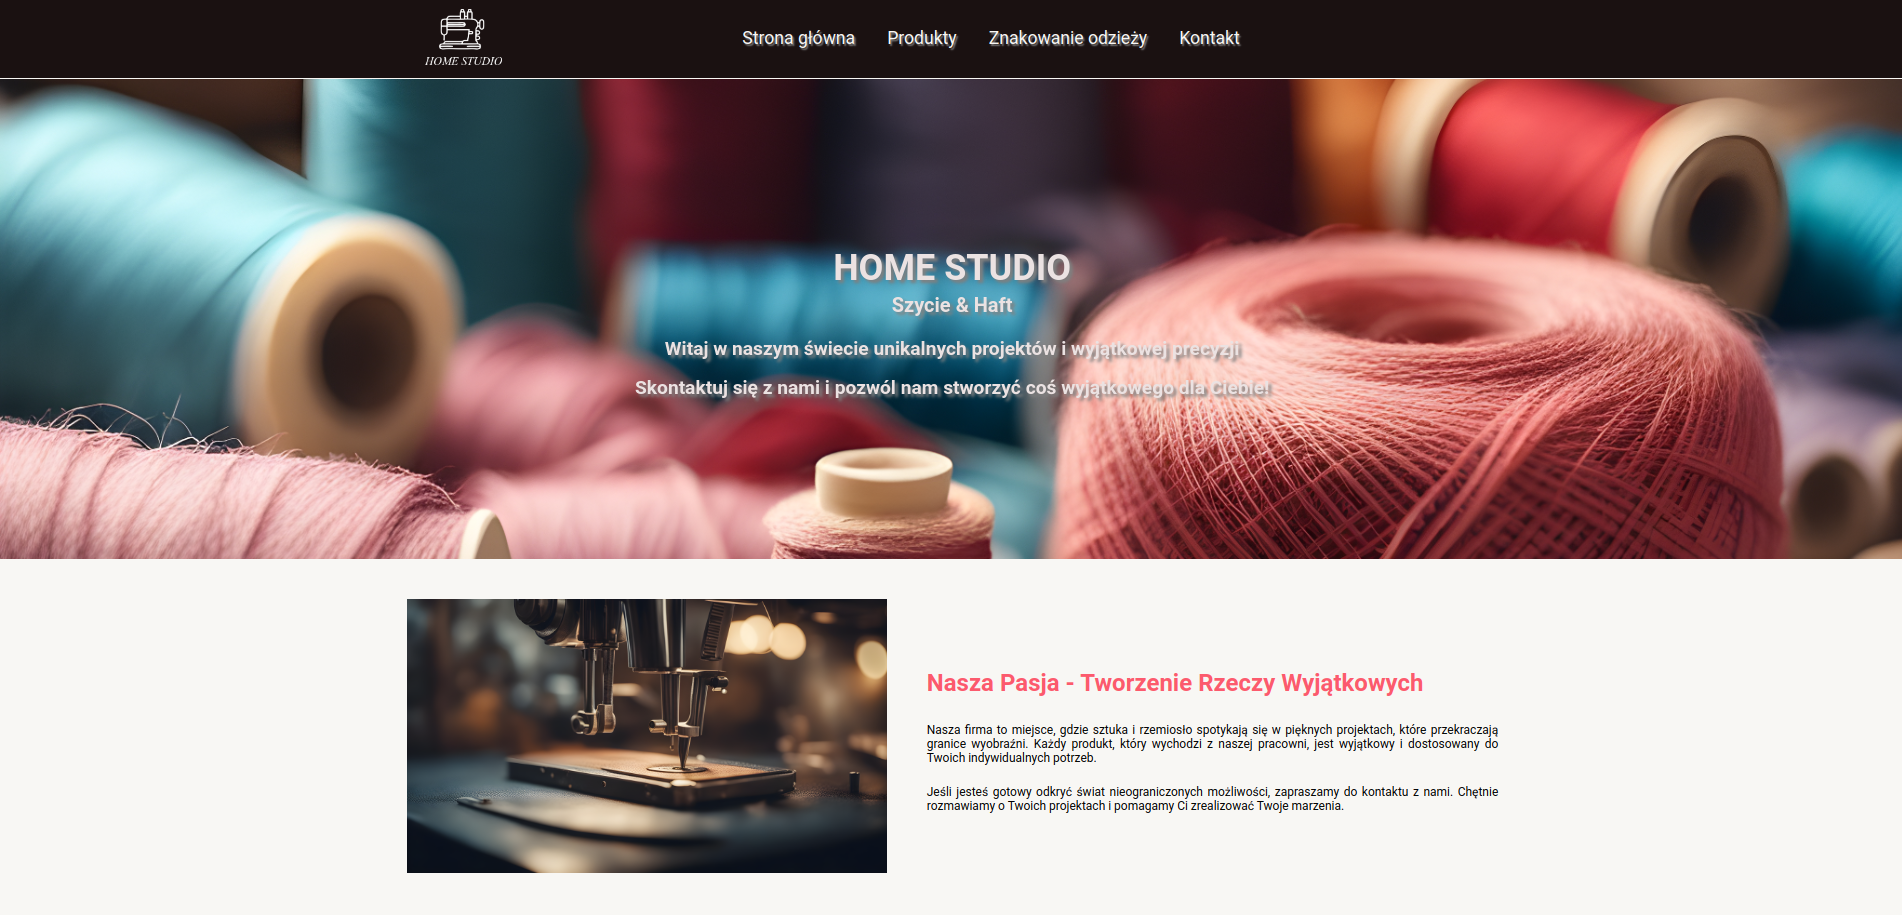 HOME STUDIO
Strona główna Produkty Znakowanie odzieży Kontakt
HOME STUDIO
Szycie & Haft
Witaj w naszym świecie unikalnych projektów i wyjątkowej precyzji
Skontaktuj się z nami i pozwól nam stworzyć coś wyjątkowego dla Ciebie!
Nasza Pasja - Tworzenie Rzeczy Wyjątkowych
Nasza firma to miejsce, gdzie sztuka i rzemiosło spotykają się w pięknych projektach, które przekraczają
granice wyobraźni. Każdy produkt, który wychodzi z naszej pracowni, jest wyjątkowy i dostosowany do
Twoich indywidualnych potrzeb.
Jeśli jesteś gotowy odkryć świat nieograniczonych możliwości, zapraszamy do kontaktu z nami. Chętnie
rozmawiamy o Twoich projektach i pomagamy Ci zrealizować Twoje marzenia.